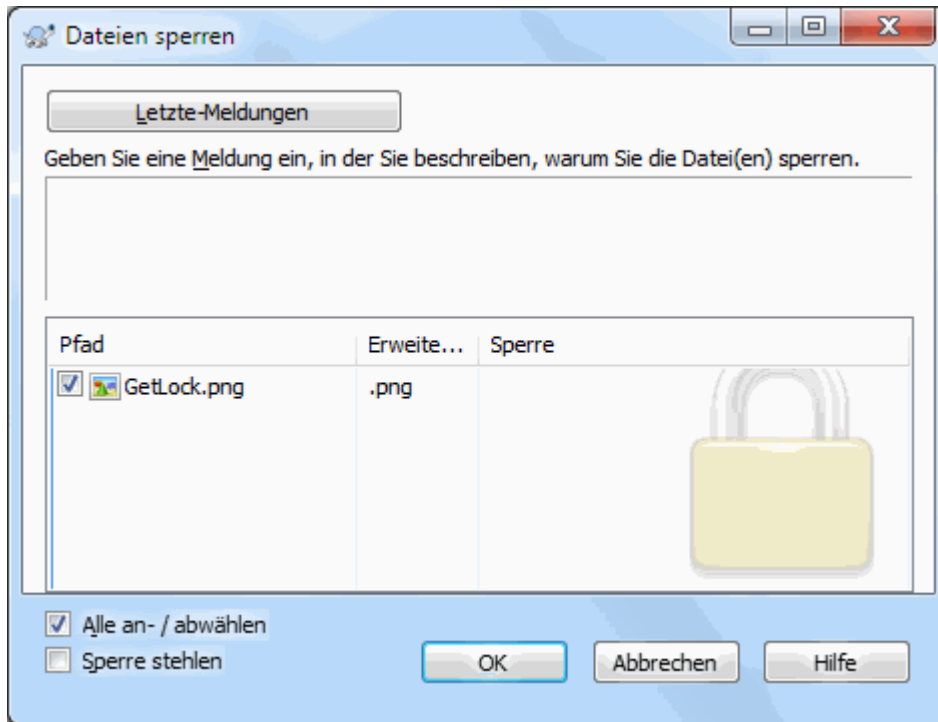 Dateien sperren
Letzte-Meldungen
Geben Sie eine Meldung ein, in der Sie beschreiben, warum Sie die Datei(en) sperren.
Pfad Erweite... Sperre
GetLock.png .png
Alle an- / abwählen
Sperre stehlen OK Abbrechen Hilfe